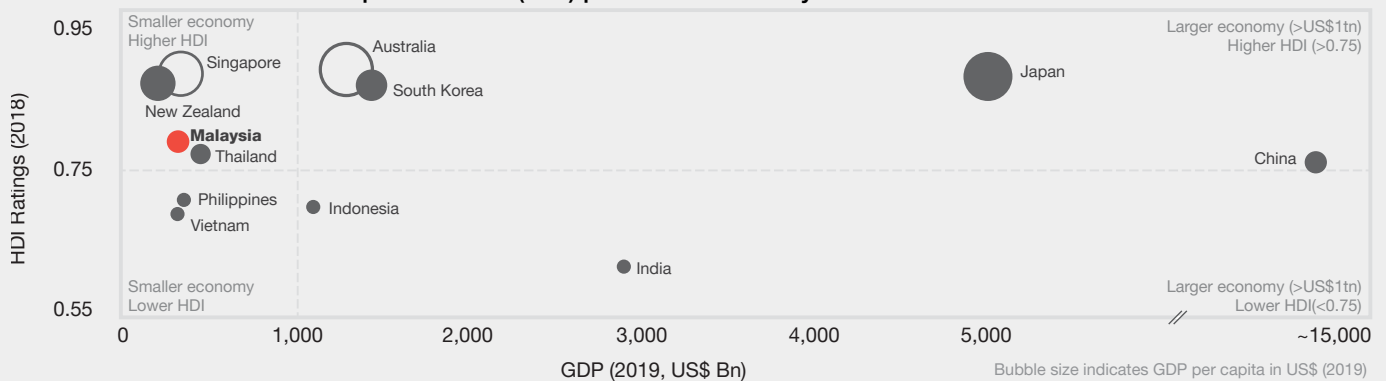 0.95
0.75
0.55
HDI Ratings (2018)
Smaller economy
Higher HDI
Larger economy (>US$1tn)
Higher HDI (>0.75)
Singapore
Australia
South Korea
Japan
New Zealand
Malaysia
Thailand
China
Philippines
Vietnam
Indonesia
India
Smaller economy
Lower HDI
Larger economy (>US$1tn)
Lower HDI(<0.75)
0 1,000 2,000 3,000 4,000 5,000 ~15,000
GDP (2019, US$ Bn)
Bubble size indicates GDP per capita in US$ (2019)